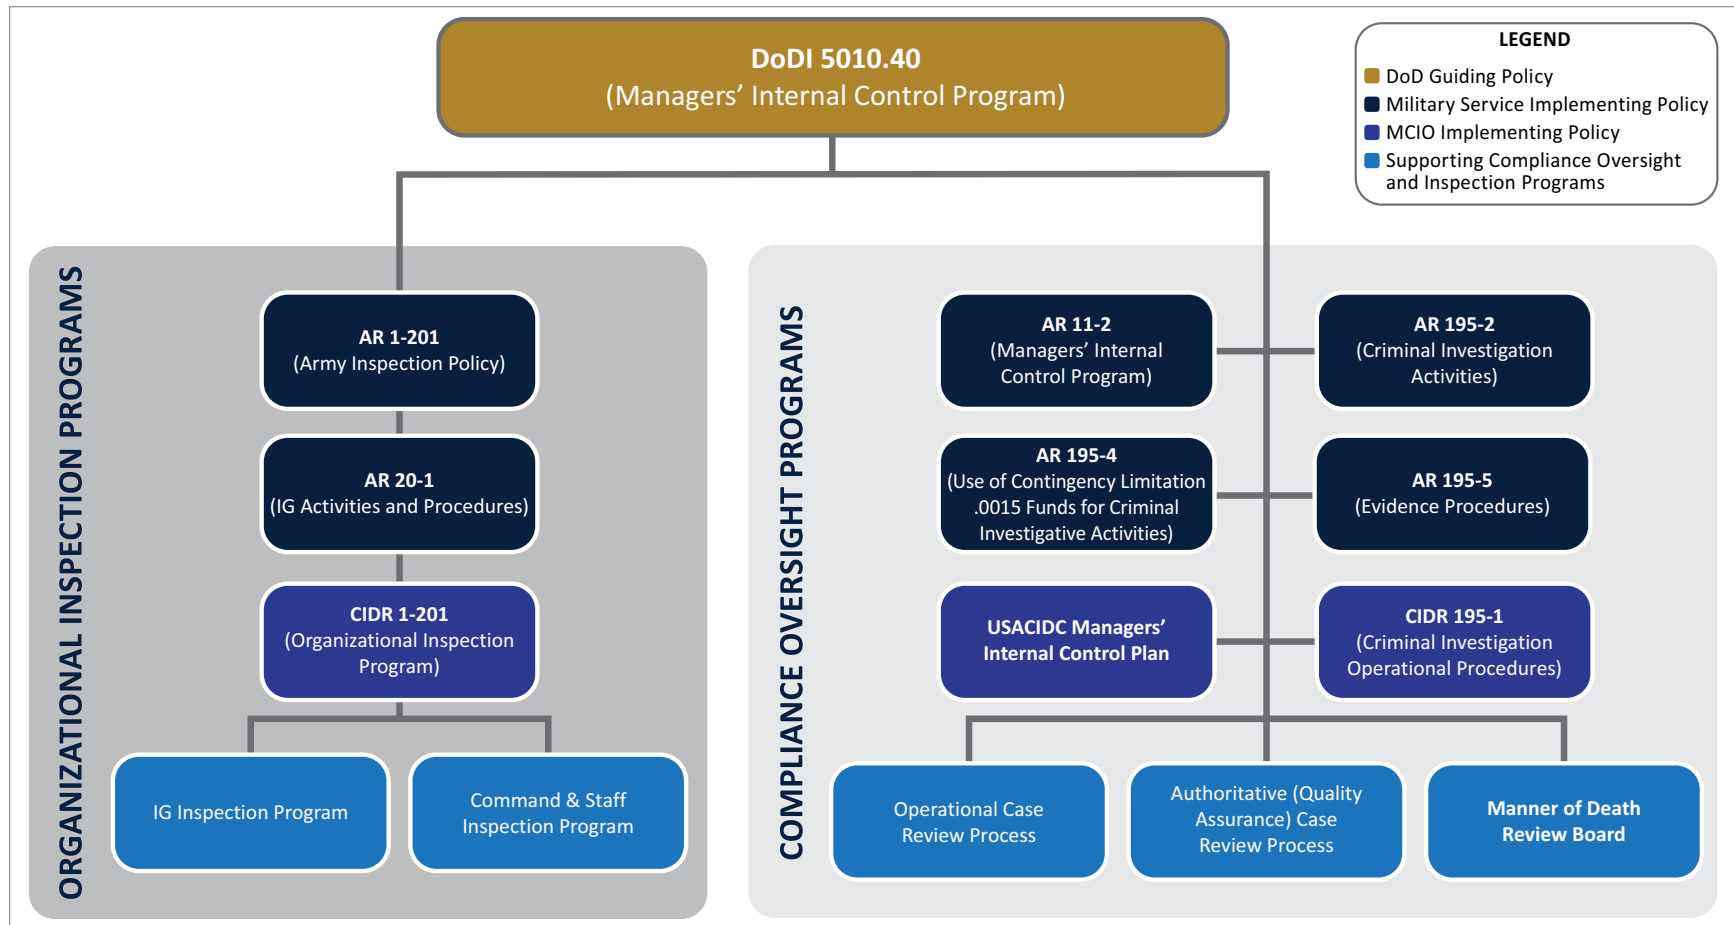 DoDI 5010.40
(Managers’ Internal Control Program)
LEGEND
DoD Guiding Policy
Military Service Implementing Policy
MCIO Implementing Policy
Supporting Compliance Oversight
and Inspection Programs
ORGANIZATIONAL INSPECTION PROGRAMS
AR 1-201
(Army Inspection Policy)
AR 20-1
(IG Activities and Procedures)
CIDR 1-201
(Organizational Inspection
Program)
IG Inspection Program
Command & Staff
Inspection Program
COMPLIANCE OVERSIGHT PROGRAMS
AR 11-2
(Managers’ Internal
Control Program)
AR 195-2
(Criminal Investigation
Activities)
AR 195-4
(Use of Contingency Limitation
.0015 Funds for Criminal
Investigative Activities)
AR 195-5
(Evidence Procedures)
USACIDC Managers’
Internal Control Plan
CIDR 195-1
(Criminal Investigation
Operational Procedures)
Operational Case
Review Process
Authoritative (Quality
Assurance) Case
Review Process
Manner of Death
Review Board